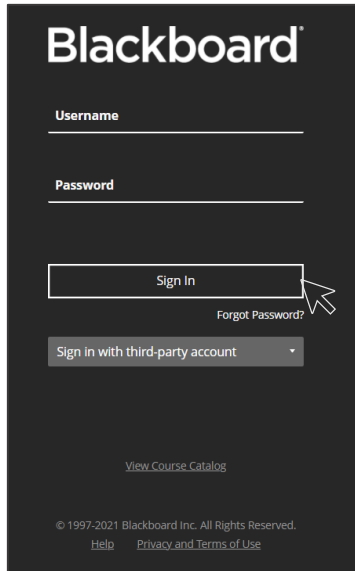 Blackboard®
Username
Password
Sign In
Forgot Password?
Sign in with third-party account
View Course Catalog
© 1997-2021 Blackboard Inc. All Rights Reserved.
Help Privacy and Terms of Use